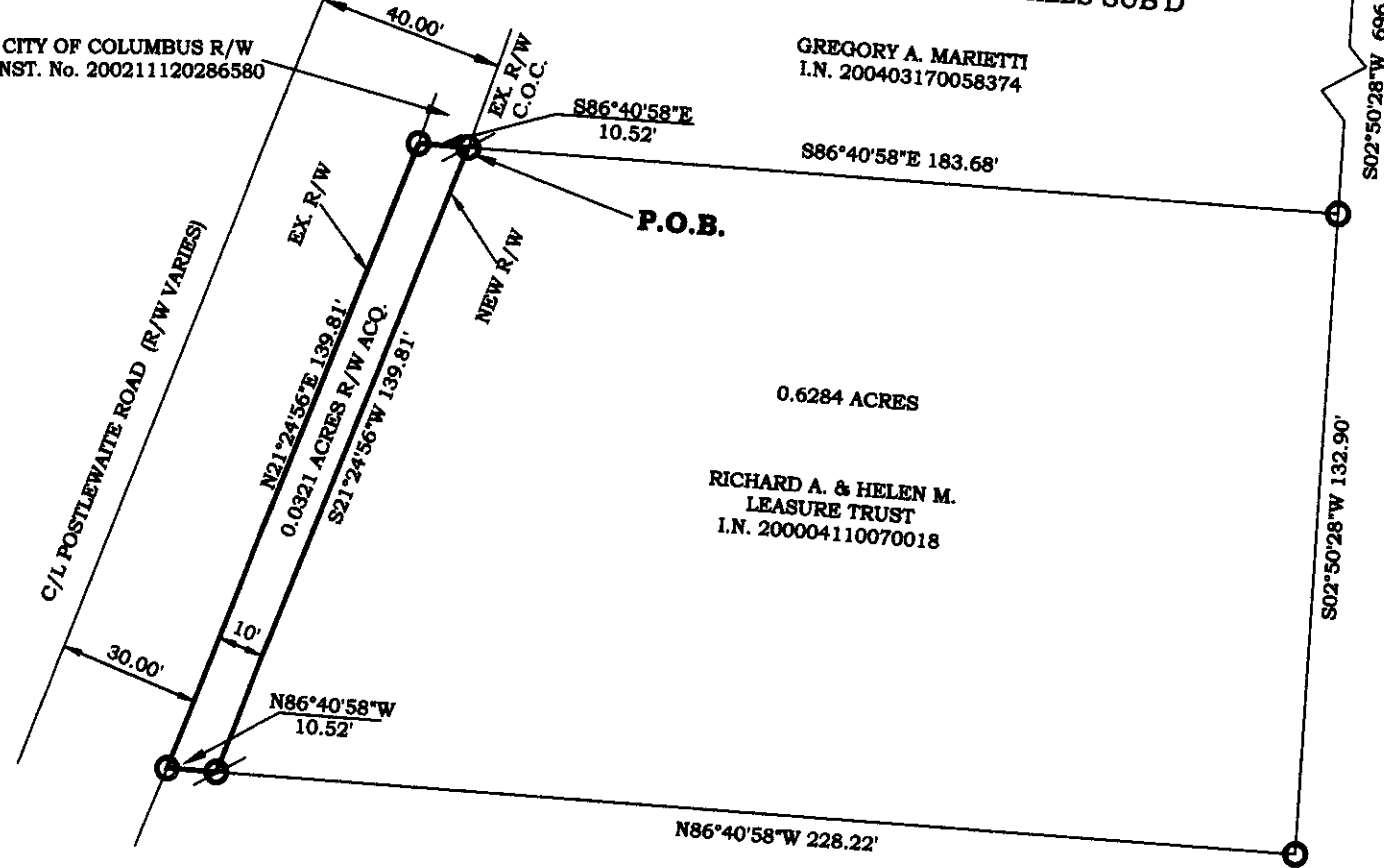 SUB'D
40.00'
CITY OF COLUMBUS R/W
NST. No. 200211120286580
EX. R/W
C.O.C.
GREGORY A. MARIETTI
I.N. 200403170058374
S02°50'28"W 696
S86°40'58"E
10.52'
S86°40'58"E 183.68'
EX. R/W
P.O.B.
NEW R/W
C/L POSTLEWAITE ROAD (R/W VARIES)
N21°24'56"E 139.81'
0.0321 ACRES R/W ACQ.
S21°24'56"W 139.81'
0.6284 ACRES
RICHARD A. & HELEN M.
LEASURE TRUST
I.N. 200004110070018
S02°50'28"W 132.90'
10'
30.00'
N86°40'58"W
10.52'
N86°40'58"W 228.22'